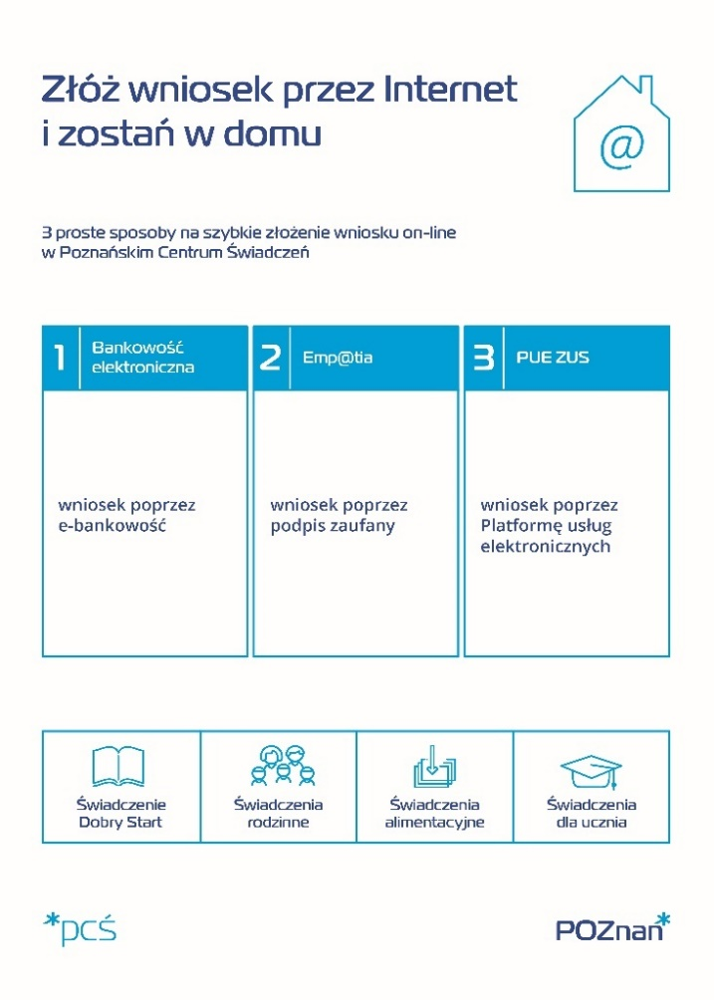 Złóż wniosek przez Internet
i zostań w domu
@
3 proste sposoby na szybkie złożenie wniosku on-line
w Poznańskim Centrum Świadczeń
1 Bankowość
elektroniczna
2 Emp@tia
3 PUE ZUS
wniosek poprzez
e-bankowość
wniosek poprzez
podpis zaufany
wniosek poprzez
Platformę usług
elektronicznych
Świadczenie
Dobry Start
Świadczenia
rodzinne
Świadczenia
alimentacyjne
Świadczenia
dla ucznia
*pcś
POZnan*